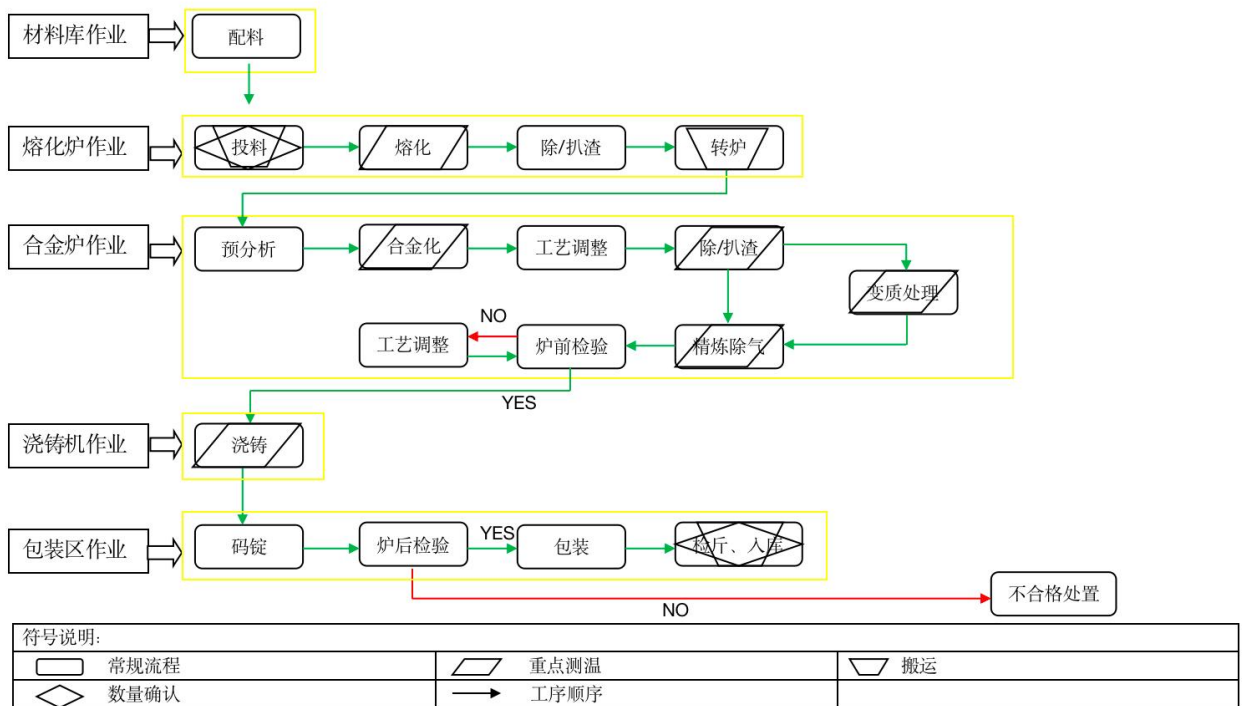 材料库作业
配料
熔化炉作业
投料
熔化
除/扒渣
转炉
合金炉作业
预分析
合金化
工艺调整
除/扒渣
变质处理
NO
工艺调整
炉前检验
精炼除气
YES
浇铸机作业
浇铸
包装区作业
码锭
炉后检验
YES
包装
检斤、入库
NO
不合格处置
符号说明:
常规流程
重点测温
搬运
数量确认
工序顺序